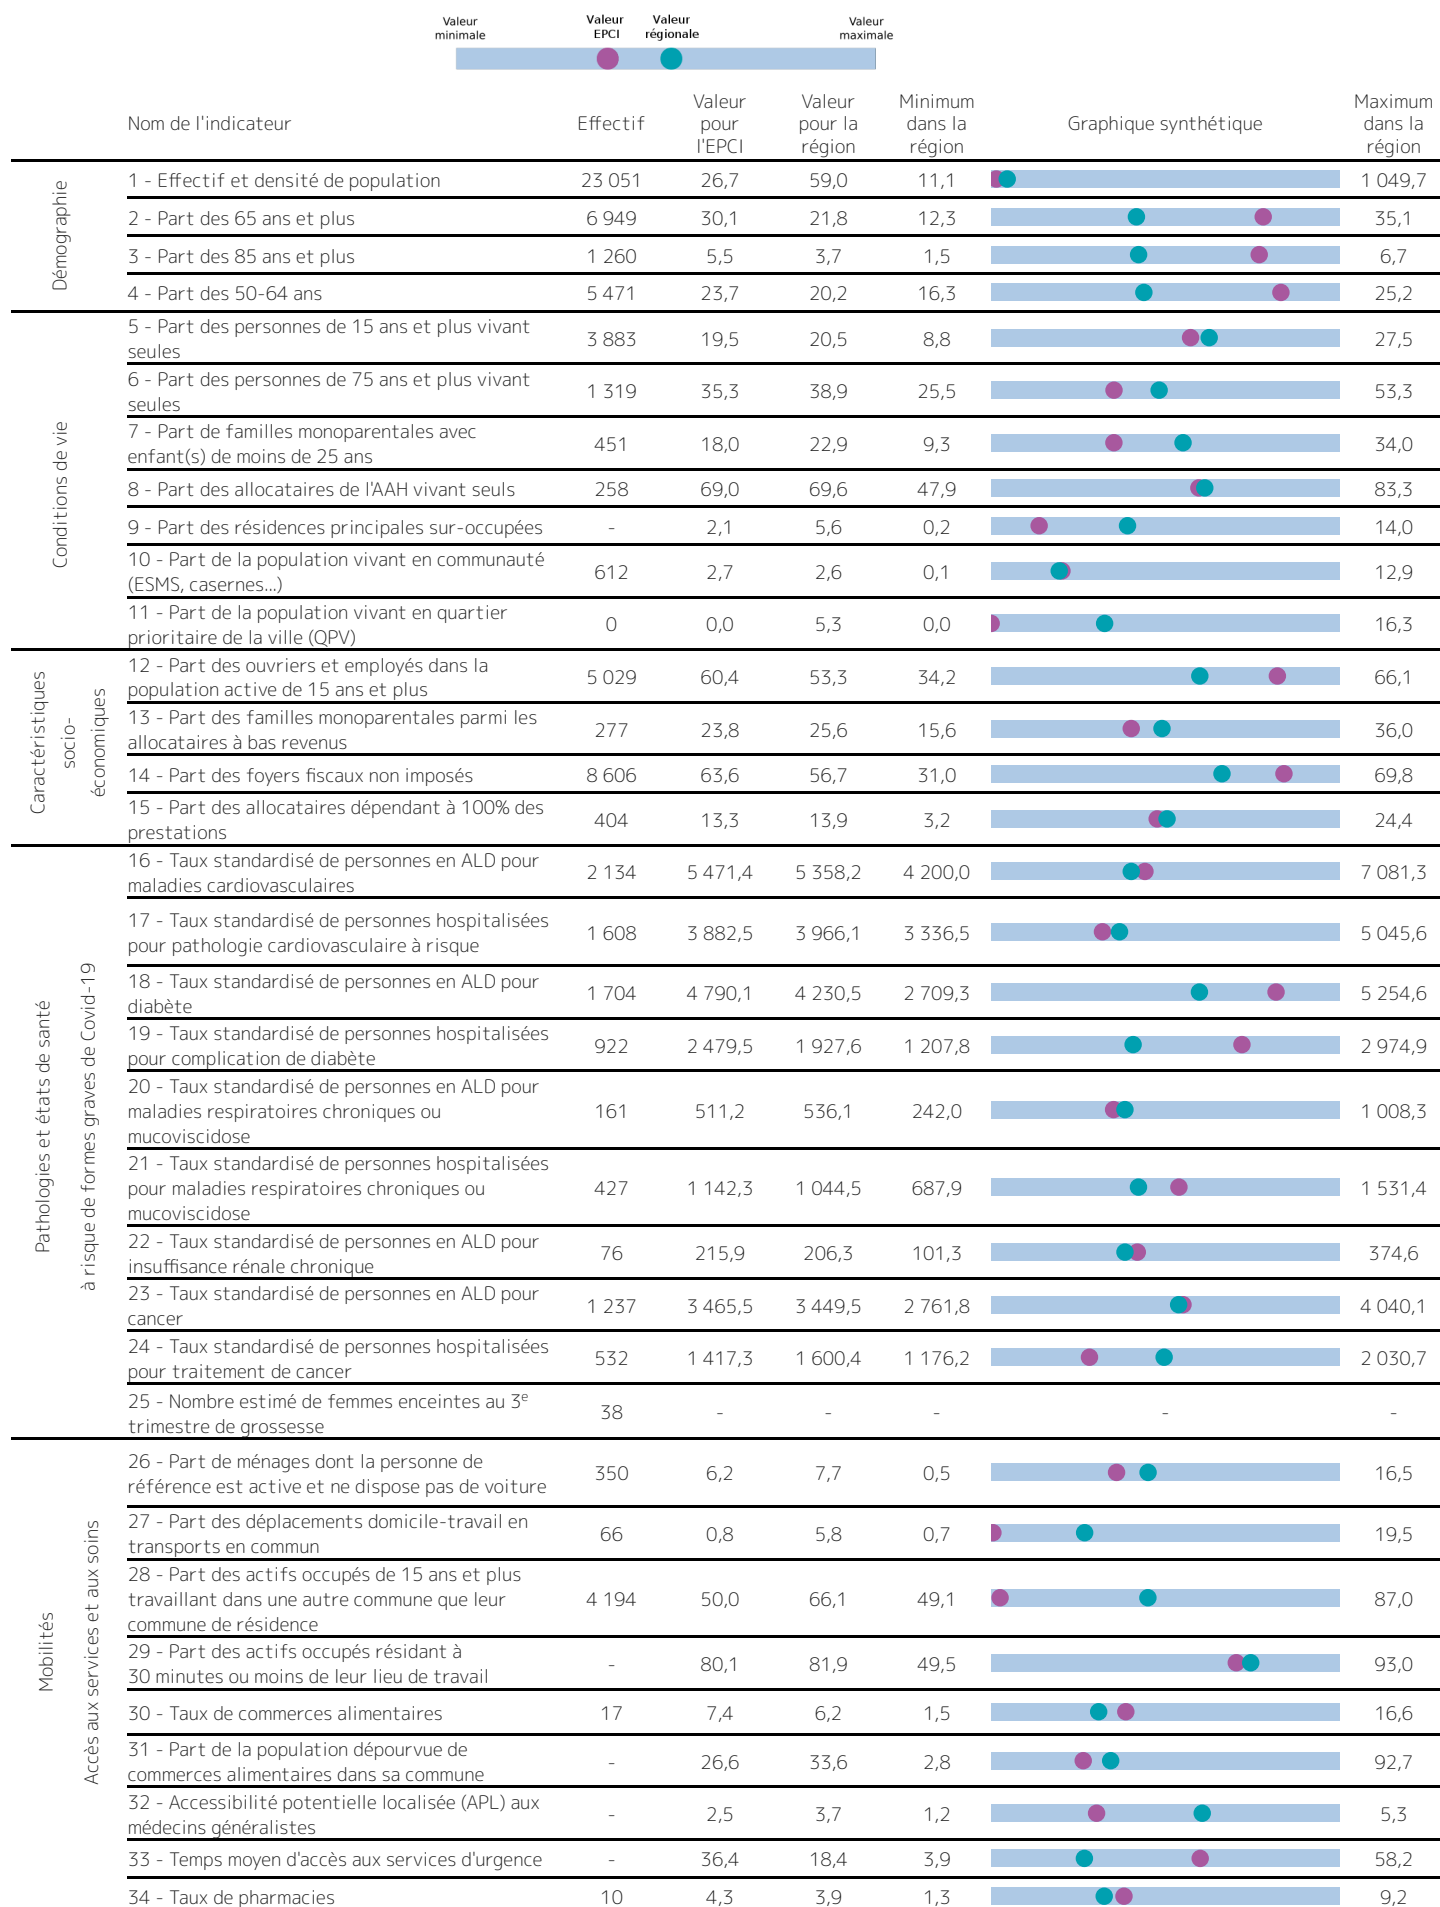 Valeur minimale
Valeur EPCI
Valeur régionale
Valeur maximale
Nom de l'indicateur
Effectif
Valeur pour l'EPCI
Valeur pour la région
Minimum dans la région
Graphique synthétique
Maximum dans la région
Démographie
1 - Effectif et densité de population 23 051 26,7 59,0 11,1 1 049,7
2 - Part des 65 ans et plus 6 949 30,1 21,8 12,3 35,1
3 - Part des 85 ans et plus 1 260 5,5 3,7 1,5 6,7
4 - Part des 50-64 ans 5 471 23,7 20,2 16,3 25,2
Conditions de vie
5 - Part des personnes de 15 ans et plus vivant
seules 3 883 19,5 20,5 8,8 27,5
6 - Part des personnes de 75 ans et plus vivant
seules 1 319 35,3 38,9 25,5 53,3
7 - Part de familles monoparentales avec
enfant(s) de moins de 25 ans 451 18,0 22,9 9,3 34,0
8 - Part des allocataires de l'AAH vivant seuls 258 69,0 69,6 47,9 83,3
9 - Part des résidences principales sur-occupées - 2,1 5,6 0,2 14,0
10 - Part de la population vivant en communauté
(ESMS, casernes...) 612 2,7 2,6 0,1 12,9
11 - Part de la population vivant en quartier
prioritaire de la ville (QPV) 0 0,0 5,3 0,0 16,3
Caractéristiques
socio-
économiques
12 - Part des ouvriers et employés dans la
population active de 15 ans et plus 5 029 60,4 53,3 34,2 66,1
13 - Part des familles monoparentales parmi les
allocataires à bas revenus 277 23,8 25,6 15,6 36,0
14 - Part des foyers fiscaux non imposés 8 606 63,6 56,7 31,0 69,8
15 - Part des allocataires dépendant à 100% des
prestations 404 13,3 13,9 3,2 24,4
Pathologies et états de santé
à risque de formes graves de Covid-19
16 - Taux standardisé de personnes en ALD pour
maladies cardiovasculaires 2 134 5 471,4 5 358,2 4 200,0 7 081,3
17 - Taux standardisé de personnes hospitalisées
pour pathologie cardiovasculaire à risque 1 608 3 882,5 3 966,1 3 336,5 5 045,6
18 - Taux standardisé de personnes en ALD pour
diabète 1 704 4 790,1 4 230,5 2 709,3 5 254,6
19 - Taux standardisé de personnes hospitalisées
pour complication de diabète 922 2 479,5 1 927,6 1 207,8 2 974,9
20 - Taux standardisé de personnes en ALD pour
maladies respiratoires chroniques ou
mucoviscidose 161 511,2 536,1 242,0 1 008,3
21 - Taux standardisé de personnes hospitalisées
pour maladies respiratoires chroniques ou
mucoviscidose 427 1 142,3 1 044,5 687,9 1 531,4
22 - Taux standardisé de personnes en ALD pour
insuffisance rénale chronique 76 215,9 206,3 101,3 374,6
23 - Taux standardisé de personnes en ALD pour
cancer 1 237 3 465,5 3 449,5 2 761,8 4 040,1
24 - Taux standardisé de personnes hospitalisées
pour traitement de cancer 532 1 417,3 1 600,4 1 176,2 2 030,7
25 - Nombre estimé de femmes enceintes au 3e
trimestre de grossesse 38 - - - - -
Mobilités
Accès aux services et aux soins
26 - Part de ménages dont la personne de
référence est active et ne dispose pas de voiture 350 6,2 7,7 0,5 16,5
27 - Part des déplacements domicile-travail en
transports en commun 66 0,8 5,8 0,7 19,5
28 - Part des actifs occupés de 15 ans et plus
travaillant dans une autre commune que leur
commune de résidence 4 194 50,0 66,1 49,1 87,0
29 - Part des actifs occupés résidant à
30 minutes ou moins de leur lieu de travail - 80,1 81,9 49,5 93,0
30 - Taux de commerces alimentaires 17 7,4 6,2 1,5 16,6
31 - Part de la population dépourvue de
commerces alimentaires dans sa commune - 26,6 33,6 2,8 92,7
32 - Accessibilité potentielle localisée (APL) aux
médecins généralistes - 2,5 3,7 1,2 5,3
33 - Temps moyen d'accès aux services d'urgence - 36,4 18,4 3,9 58,2
34 - Taux de pharmacies 10 4,3 3,9 1,3 9,2